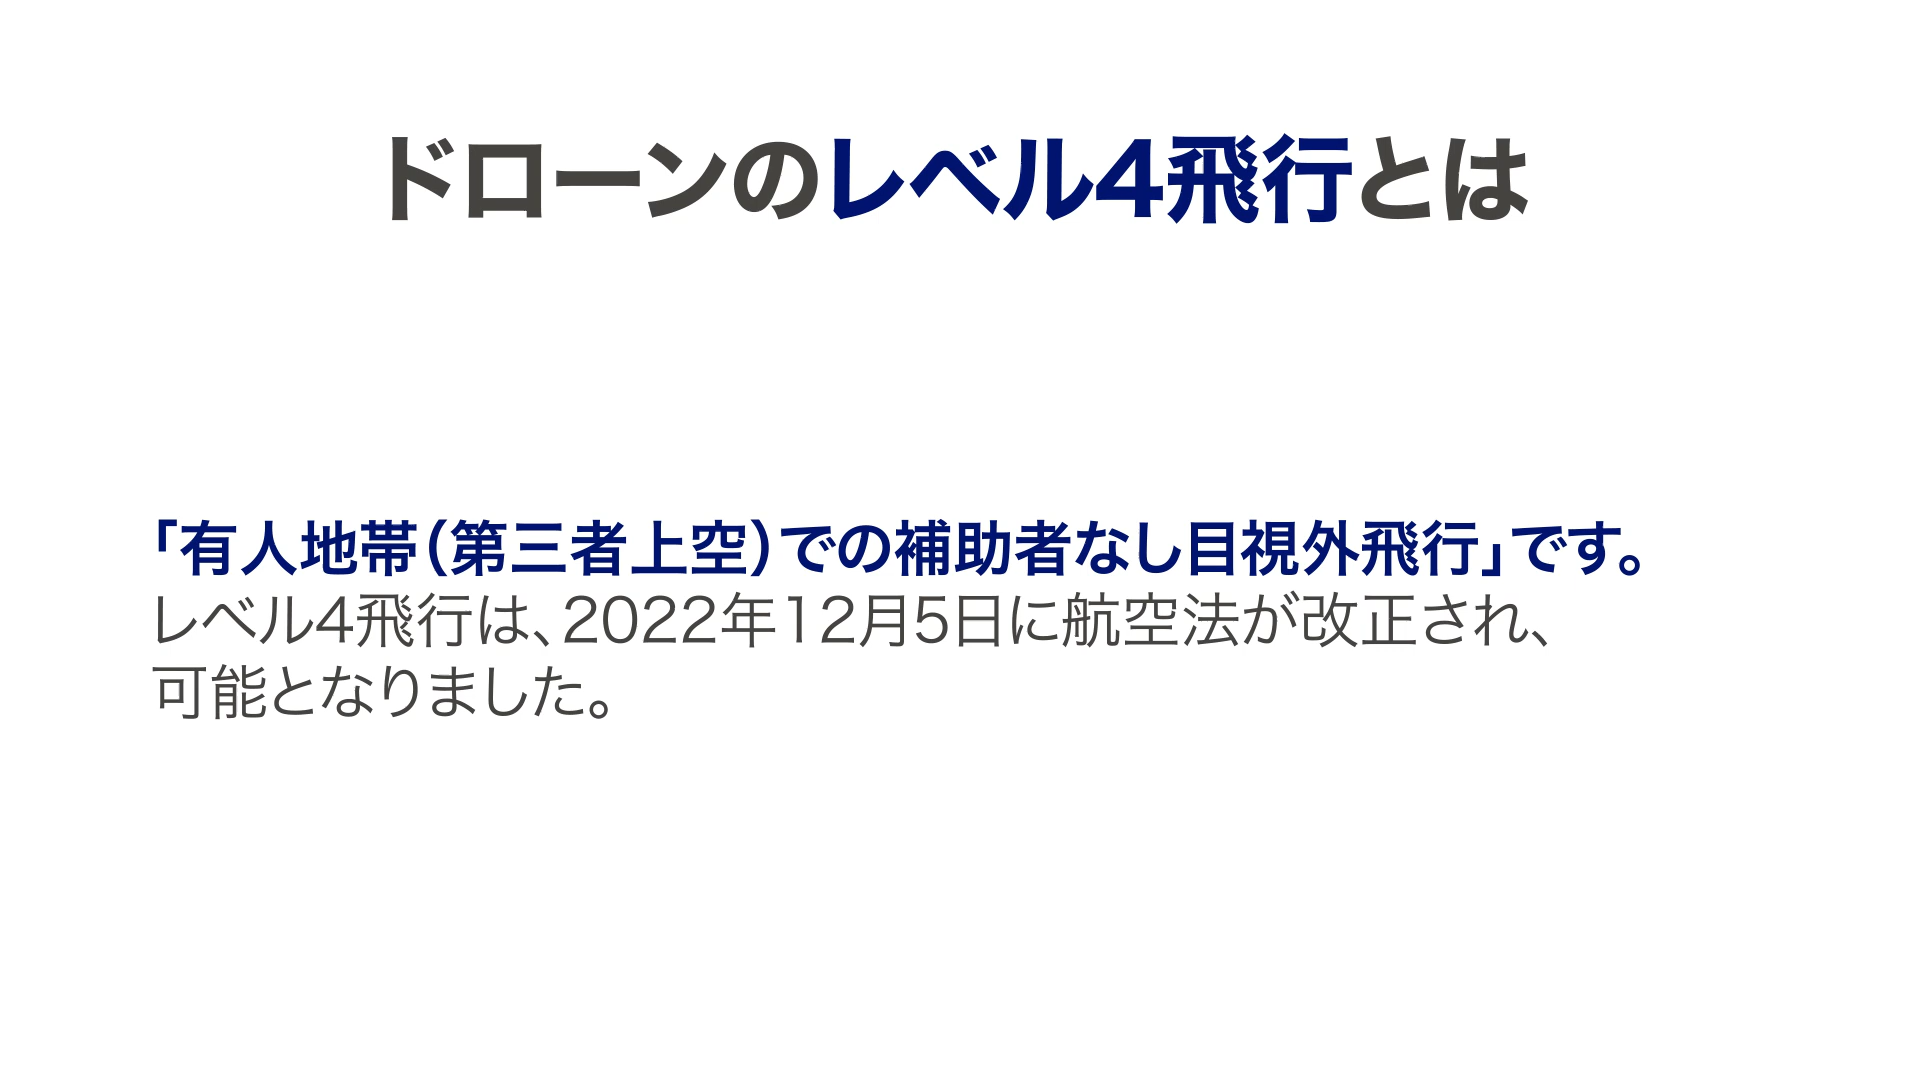 ドローンのレベル4飛行とは
「有人地帯（第三者上空）での補助者なし目視外飛行」です。
レベル4飛行は、2022年12月5日に航空法が改正され、
可能となりました。